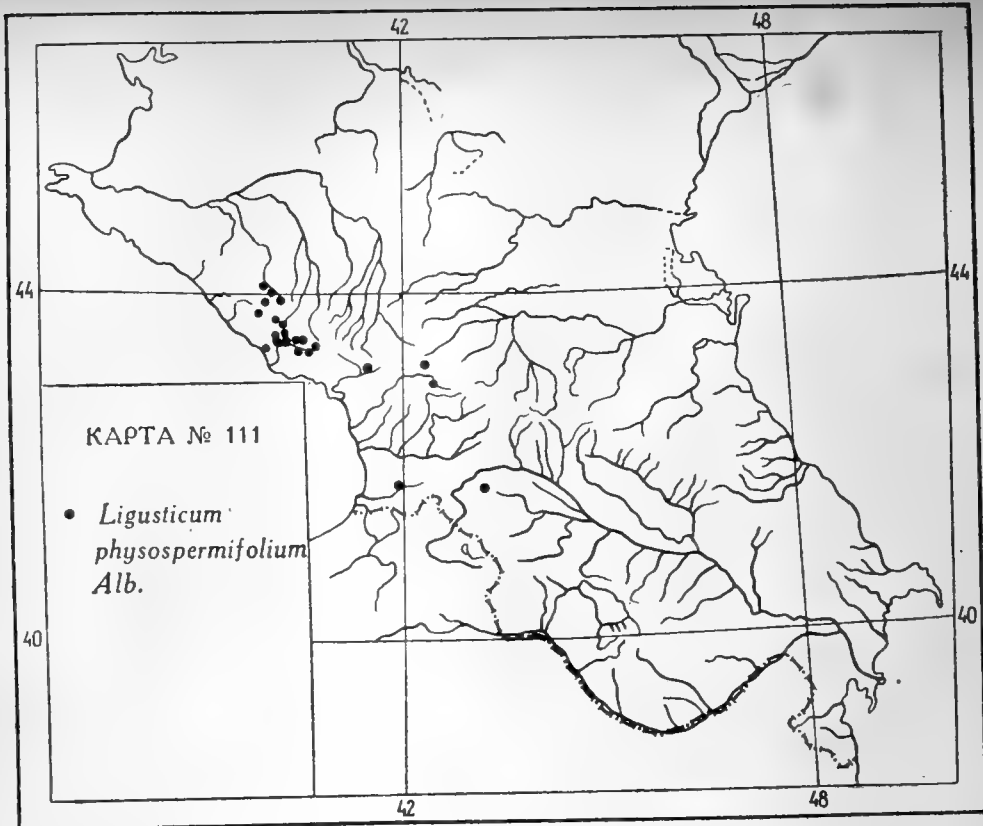 42 48
44 44
КАРТА № 111
Ligusticum
physospermifolium
Alb.
40 40
42 48